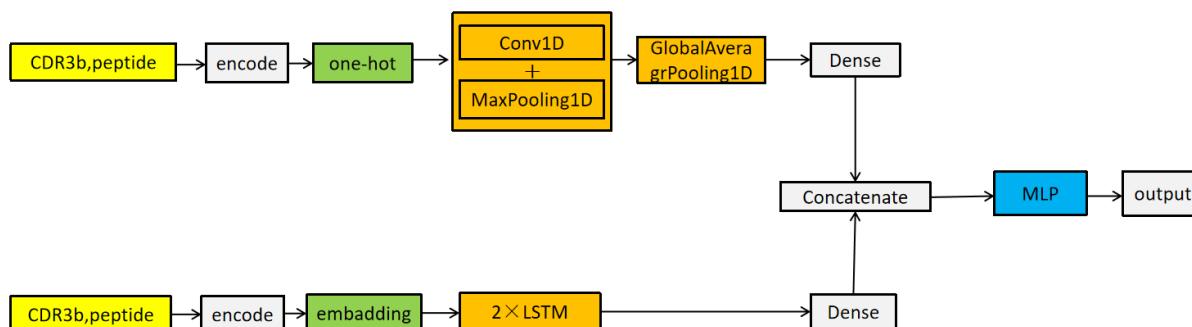 CDR3b,peptide
encode
one-hot
Conv1D
+
MaxPooling1D
GlobalAvera
grPooling1D
Dense
Concatenate
MLP
output
CDR3b,peptide
encode
embadding
2×LSTM
Dense